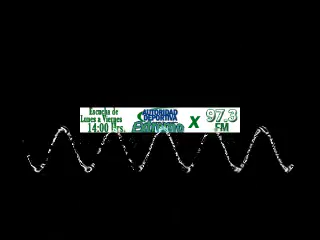 Escucha de
Lunes a Viernes
14:00 Hrs.
AUTORIDAD
DEPORTIVA
X
97.3
FM